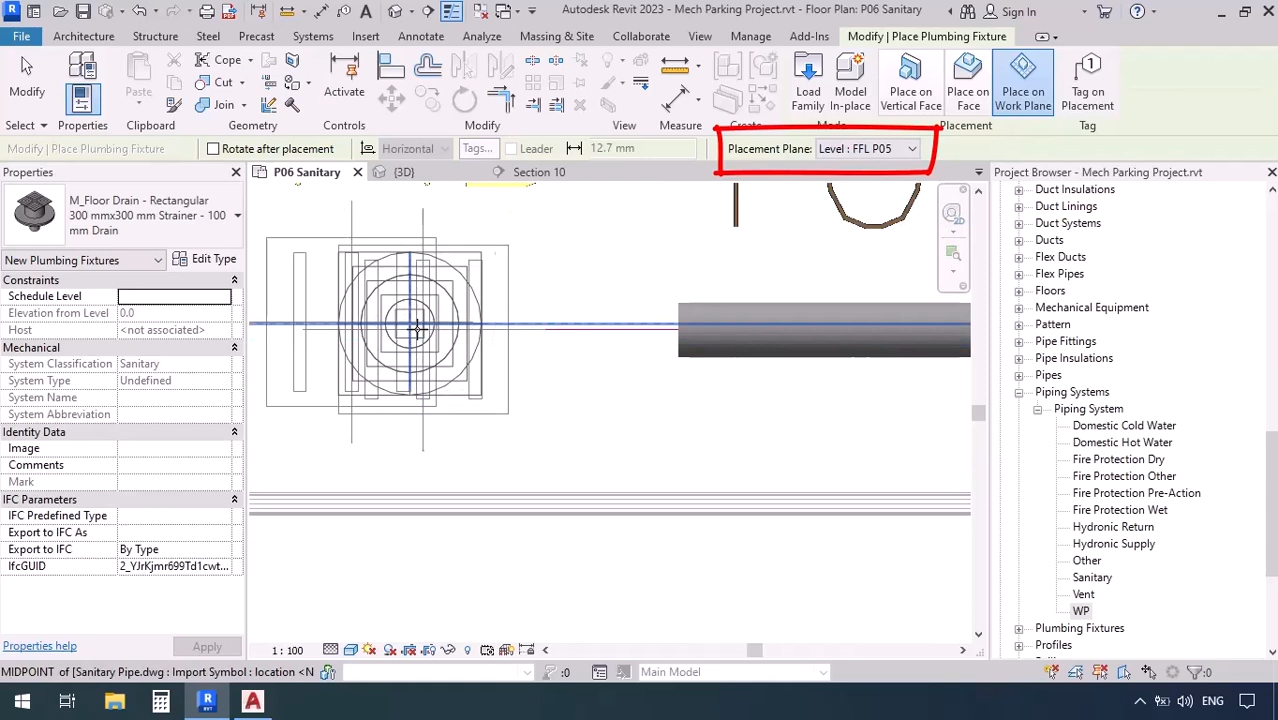 Autodesk Revit 2023 - Mech Parking Project.rvt - Floor Plan: P06 Sanitary
Sign In
File Architecture Structure Steel Precast Systems Insert Annotate Analyze Massing & Site Collaborate View Manage Add-Ins Modify | Place Plumbing Fixture
Modify
Properties
Paste
Cope
Cut
Join
Activate
Load Family
Model In-place
Place on Vertical Face
Place on Face
Place on Work Plane
Tag on Placement
Select Properties Clipboard Geometry Controls Modify View Measure Create Mode Placement Tag
Modify | Place Plumbing Fixture
Rotate after placement
Horizontal
Tags...
Leader
12.7 mm
Placement Plane: Level : FFL P05
Properties
P06 Sanitary
{3D}
Section 10
Project Browser - Mech Parking Project.rvt
M_Floor Drain - Rectangular
300 mmx300 mm Strainer - 100
mm Drain
New Plumbing Fixtures
Edit Type
Constraints
Schedule Level
Elevation from Level 0.0
Host <not associated>
Mechanical
System Classification Sanitary
System Type Undefined
System Name
System Abbreviation
Identity Data
Image
Comments
Mark
IFC Parameters
IFC Predefined Type
Export to IFC As
Export to IFC By Type
IfcGUID 2_YJrKjmr699Td1cwt...
Properties help
Apply
2D
Duct Insulations
Duct Linings
Duct Systems
Ducts
Flex Ducts
Flex Pipes
Floors
Mechanical Equipment
Pattern
Pipe Fittings
Pipe Insulations
Pipes
Piping Systems
Piping System
Domestic Cold Water
Domestic Hot Water
Fire Protection Dry
Fire Protection Other
Fire Protection Pre-Action
Fire Protection Wet
Hydronic Return
Hydronic Supply
Other
Sanitary
Vent
WP
Plumbing Fixtures
Profiles
1 : 100
MIDPOINT of [Sanitary Pipe.dwg : Import Symbol : location <N
:0
Main Model
:0
ENG